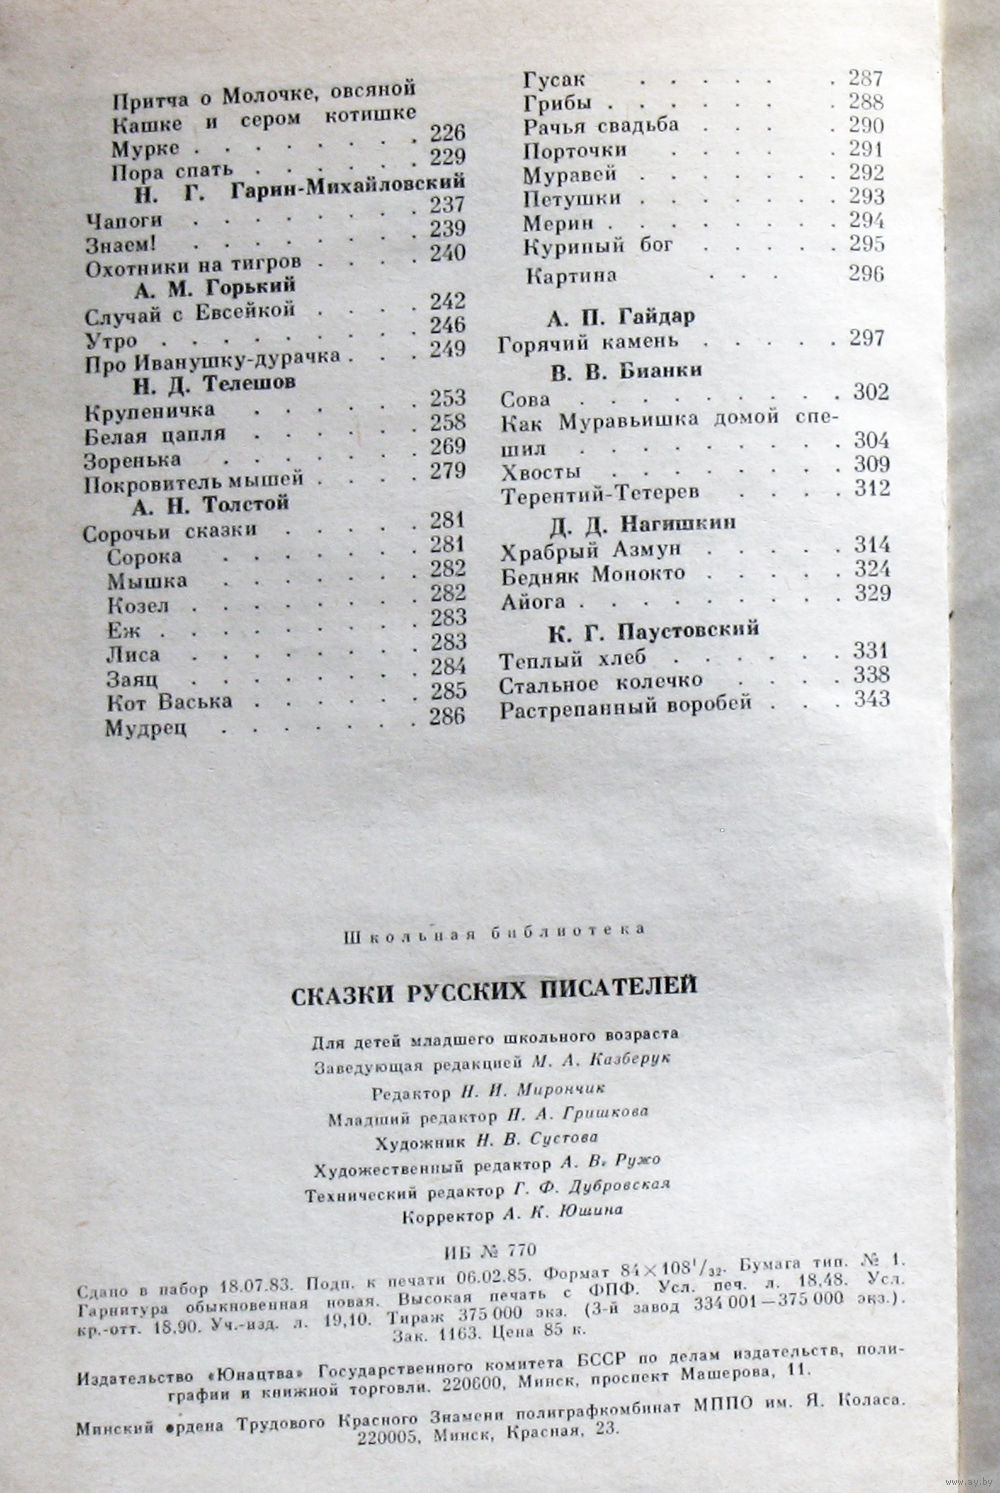 Притча о Молочке, овсяной
Кашке и сером котишке
Мурке . . . . . . . . 226
Пора спать . . . . . . 229
Н. Г. Гарин-Михайловский
Чапоги . . . . . . . . 237
Знаем! . . . . . . . . 239
Охотники на тигров . . . . 240
А. М. Горький
Случай с Евсейкой . . . . 242
Утро . . . . . . . . . 246
Про Иванушку-дурачка . . . 249
Н. Д. Телешов
Крупеничка . . . . . . 253
Белая цапля . . . . . . 258
Зоренька . . . . . . . 269
Покровитель мышей . . . . 279
А. Н. Толстой
Сорочьи сказки . . . . . 281
Сорока . . . . . . . 281
Мышка . . . . . . . 282
Козел . . . . . . . . 282
Еж . . . . . . . . . 283
Лиса . . . . . . . . 283
Заяц . . . . . . . . 284
Кот Васька . . . . . . 285
Мудрец . . . . . . . 286
Гусак . . . . . . 287
Грибы . . . . . . . 288
Рачья свадьба . . . . 290
Порточки . . . . . 291
Муравей . . . . . . . 292
Петушки . . . . . . . 293
Мерин . . . . . . . . 294
Куриный бог . . . . . 295
Картина . . . 296
А. П. Гайдар
Горячий камень . . . . . 297
В. В. Бианки
Сова . . . . . . . . . 302
Как Муравьишка домой спе-
шил . . . . . . . . . 304
Хвосты . . . . . . . . 309
Терентий-Тетерев . . . . 312
Д. Д. Нагишкин
Храбрый Азмун . . . . . 314
Бедняк Монокто . . . . . 324
Айога . . . . . . . . . 329
К. Г. Паустовский
Теплый хлеб . . . . . . 331
Стальное колечко . . . . 338
Растрепанный воробей . . . 343
Школьная библиотека
СКАЗКИ РУССКИХ ПИСАТЕЛЕЙ
Для детей младшего школьного возраста
Заведующая редакцией М. А. Казберук
Редактор Н. И. Мирончик
Младший редактор Н. А. Гришкова
Художник Н. В. Сустова
Художественный редактор А. В. Ружо
Технический редактор Г. Ф. Дубровская
Корректор А. К. Юшина
ИБ № 770
Сдано в набор 18.07.83. Подп. к печати 06.02.85. Формат 84×108¹/₃₂. Бумага тип. № 1.
Гарнитура обыкновенная новая. Высокая печать с ФПФ. Усл. печ. л. 18,48. Усл.
кр.-отт. 18,90. Уч.-изд. л. 19,10. Тираж 375 000 экз. (3-й завод 334 001—375 000 экз.).
Зак. 1163. Цена 85 к.
Издательство «Юнацтва» Государственного комитета БССР по делам издательств, поли-
графии и книжной торговли. 220600, Минск, проспект Машерова, 11.
Минский ордена Трудового Красного Знамени полиграфкомбинат МППО им. Я. Коласа.
220005, Минск, Красная, 23.
www.ay.by